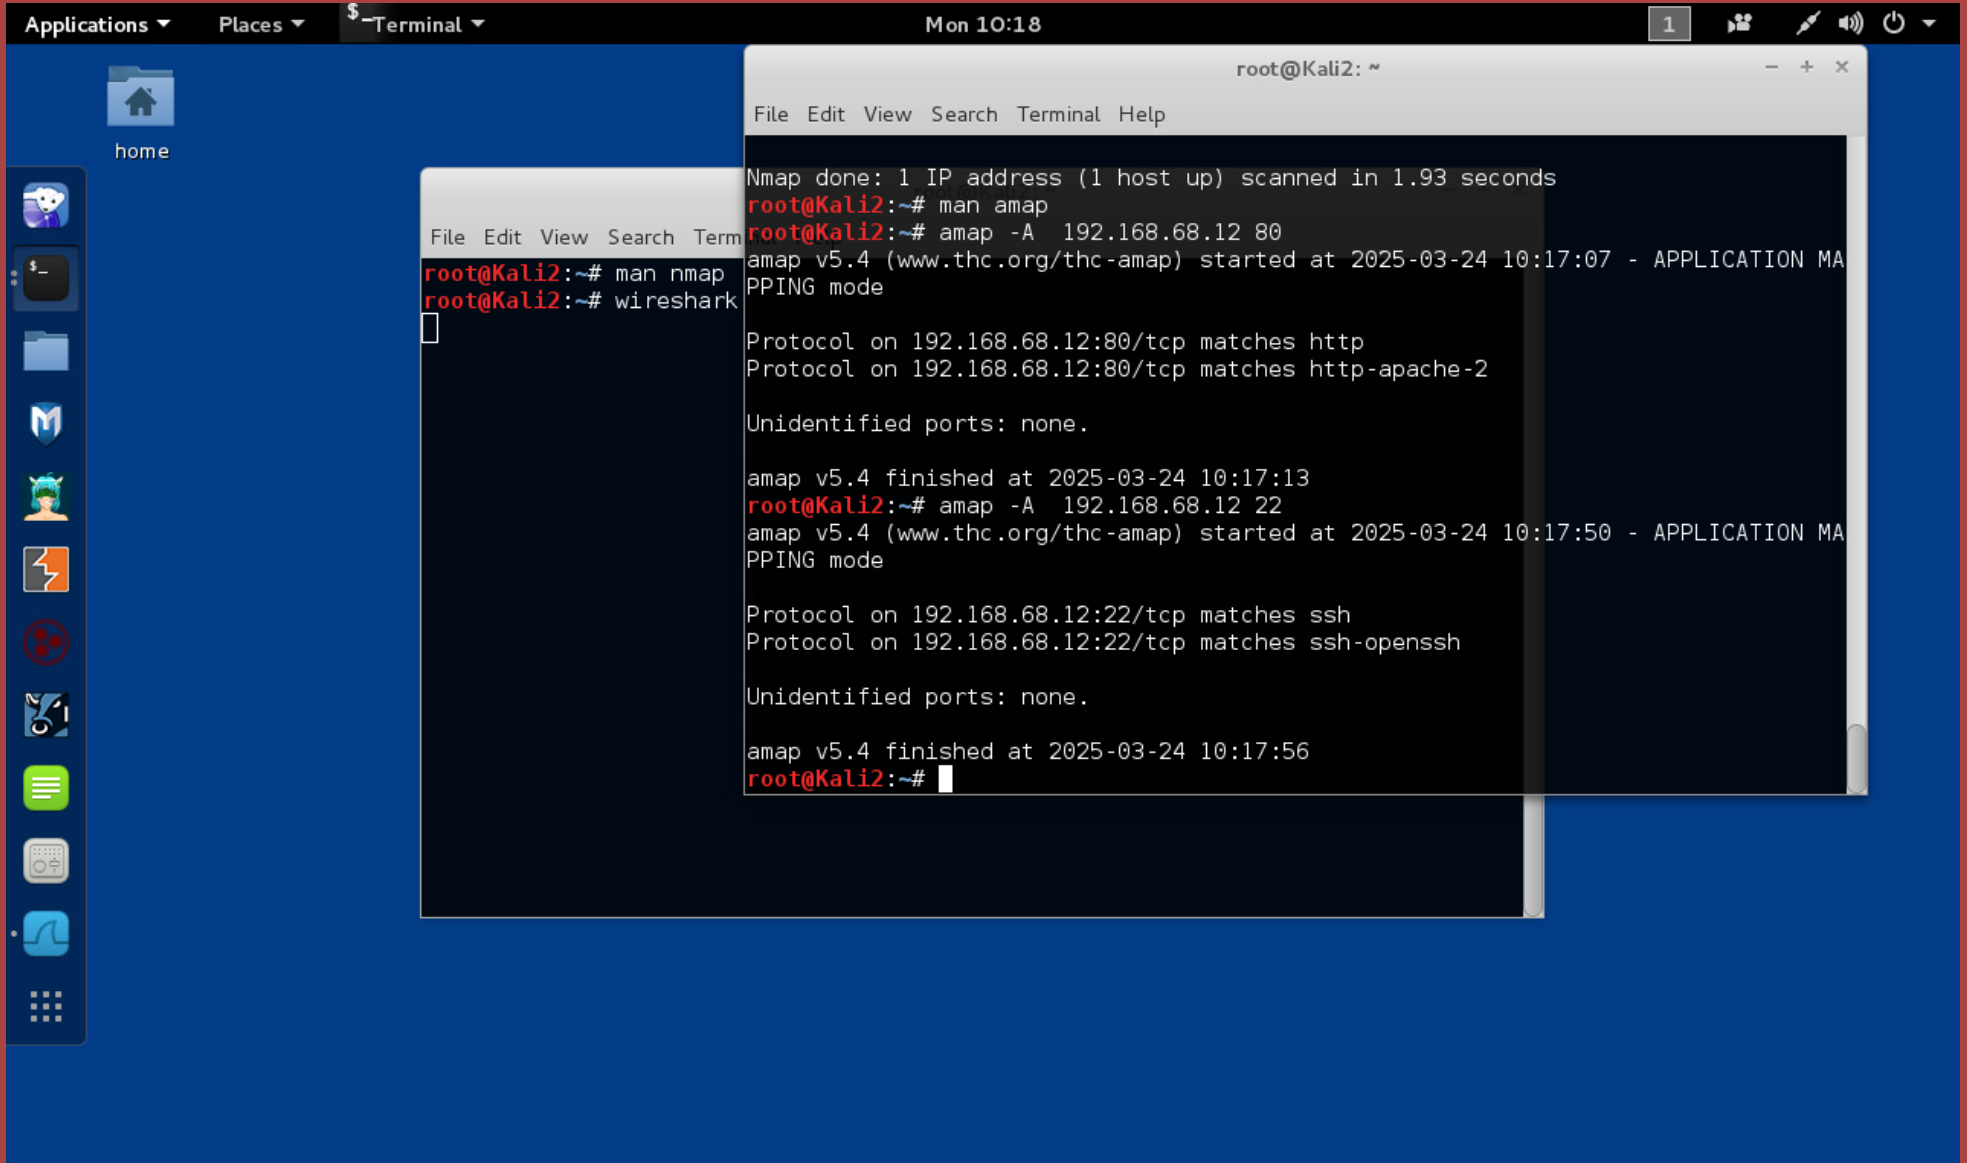 Applications Places Terminal Mon 10:18 1
home
root@Kali2: ~
File Edit View Search Terminal Help
Nmap done: 1 IP address (1 host up) scanned in 1.93 seconds
root@Kali2:~# man amap
root@Kali2:~# amap -A  192.168.68.12 80
amap v5.4 (www.thc.org/thc-amap) started at 2025-03-24 10:17:07 - APPLICATION MA
PPING mode
Protocol on 192.168.68.12:80/tcp matches http
Protocol on 192.168.68.12:80/tcp matches http-apache-2
Unidentified ports: none.
amap v5.4 finished at 2025-03-24 10:17:13
root@Kali2:~# amap -A  192.168.68.12 22
amap v5.4 (www.thc.org/thc-amap) started at 2025-03-24 10:17:50 - APPLICATION MA
PPING mode
Protocol on 192.168.68.12:22/tcp matches ssh
Protocol on 192.168.68.12:22/tcp matches ssh-openssh
Unidentified ports: none.
amap v5.4 finished at 2025-03-24 10:17:56
root@Kali2:~#
File Edit View Search Term
root@Kali2:~# man nmap
root@Kali2:~# wireshark